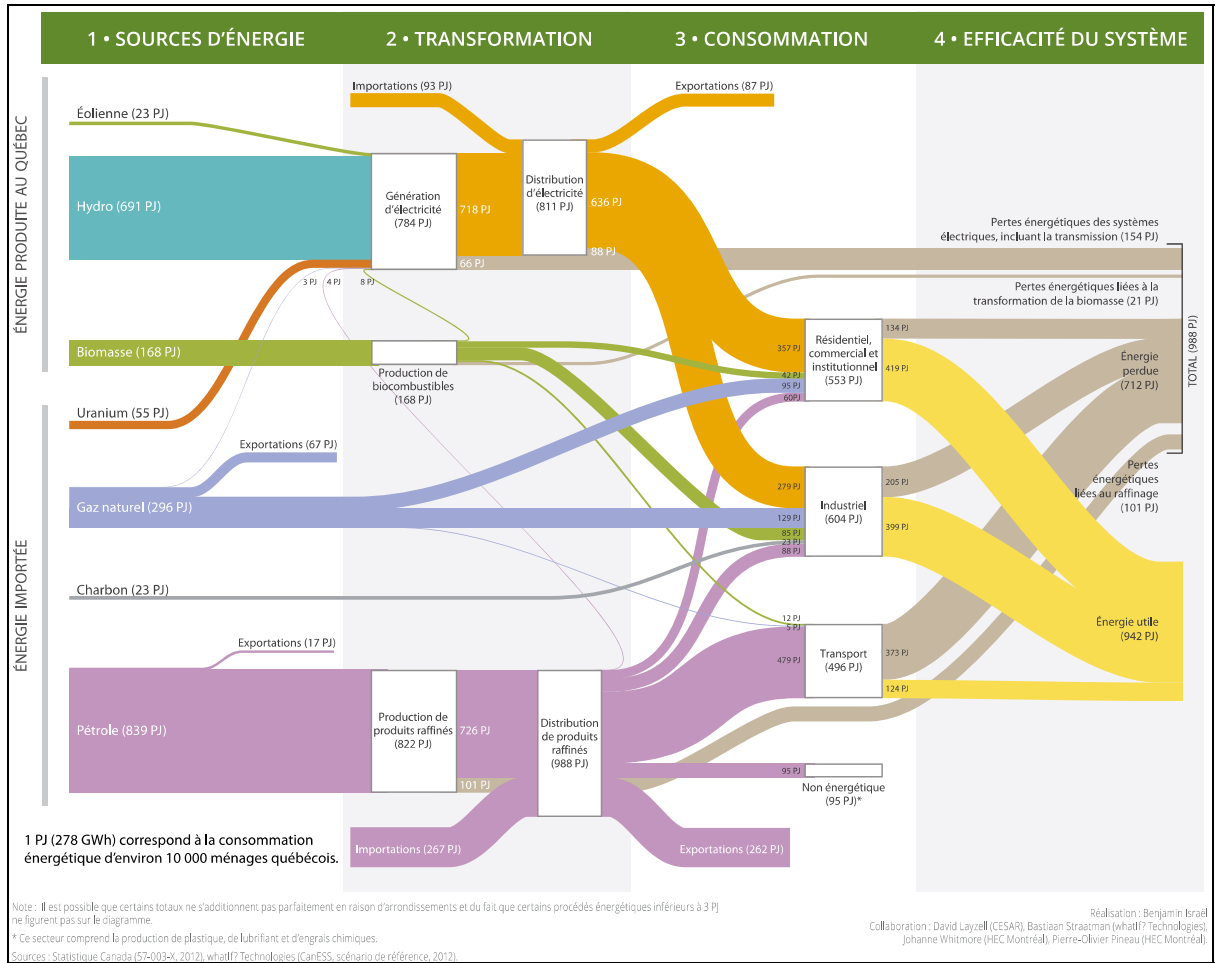 1 • SOURCES D'ÉNERGIE
2 • TRANSFORMATION
3 • CONSOMMATION
4 • EFFICACITÉ DU SYSTÈME
ÉNERGIE PRODUITE AU QUÉBEC
ÉNERGIE IMPORTÉE
Éolienne (23 PJ)
Hydro (691 PJ)
Biomasse (168 PJ)
Uranium (55 PJ)
Exportations (67 PJ)
Gaz naturel (296 PJ)
Charbon (23 PJ)
Exportations (17 PJ)
Pétrole (839 PJ)
3 PJ
4 PJ
8 PJ
Importations (93 PJ)
Génération
d'électricité
(784 PJ)
718 PJ
66 PJ
Distribution
d'électricité
(811 PJ)
636 PJ
88 PJ
Exportations (87 PJ)
Production de
biocombustibles
(168 PJ)
Production de
produits raffinés
(822 PJ)
726 PJ
101 PJ
Distribution
de produits
raffinés
(988 PJ)
Importations (267 PJ)
Exportations (262 PJ)
357 PJ
42 PJ
95 PJ
60PJ
Résidentiel,
commercial et
institutionnel
(553 PJ)
134 PJ
419 PJ
279 PJ
129 PJ
85 PJ
23 PJ
88 PJ
Industriel
(604 PJ)
205 PJ
399 PJ
12 PJ
5 PJ
479 PJ
Transport
(496 PJ)
373 PJ
124 PJ
95 PJ
Non énergétique
(95 PJ)*
Pertes énergétiques des systèmes
électriques, incluant la transmission (154 PJ)
Pertes énergétiques liées à la
transformation de la biomasse (21 PJ)
Énergie
perdue
(712 PJ)
TOTAL (988 PJ)
Pertes
énergétiques
liées au raffinage
(101 PJ)
Énergie utile
(942 PJ)
1 PJ (278 GWh) correspond à la consommation
énergétique d'environ 10 000 ménages québécois.
Note : Il est possible que certains totaux ne s'additionnent pas parfaitement en raison d'arrondissements et du fait que certains procédés énergétiques inférieurs à 3 PJ
ne figurent pas sur le diagramme.
* Ce secteur comprend la production de plastique, de lubrifiant et d'engrais chimiques.
Sources : Statistique Canada (57-003-X, 2012), whatIf? Technologies (CanESS, scénario de référence, 2012).
Réalisation : Benjamin Israël
Collaboration : David Layzell (CESAR), Bastiaan Straatman (whatIf? Technologies),
Johanne Whitmore (HEC Montréal), Pierre-Olivier Pineau (HEC Montréal).